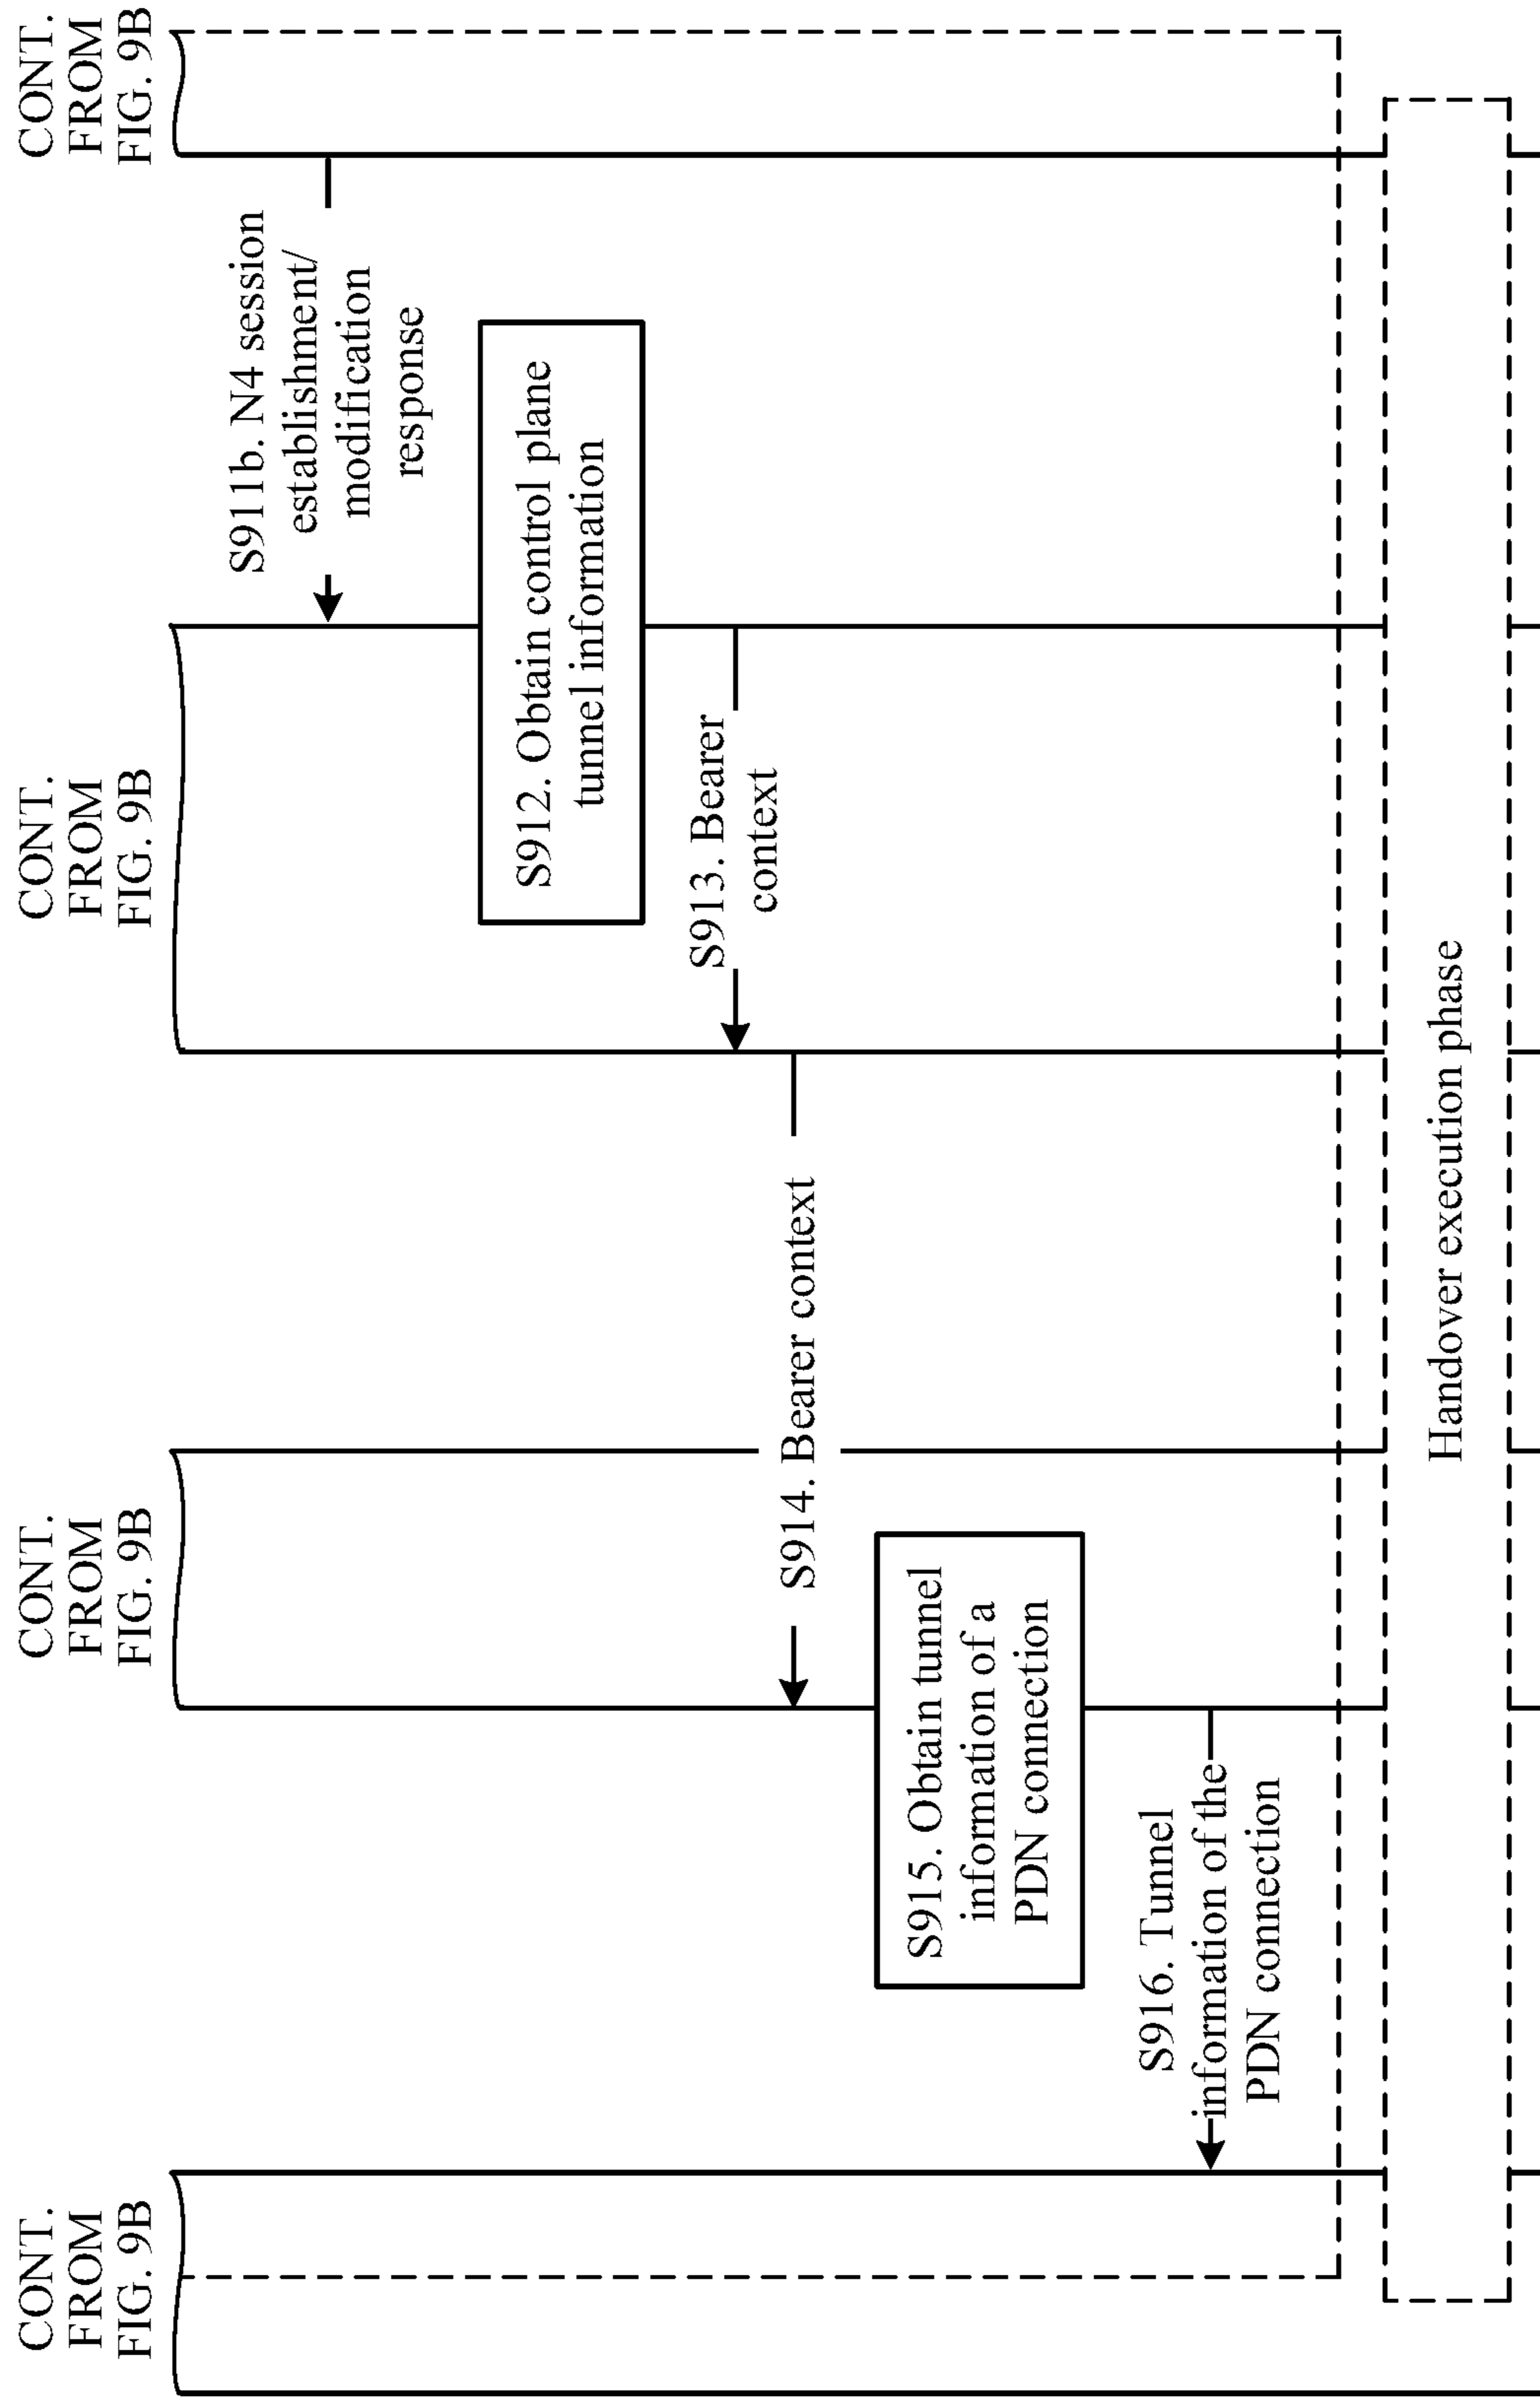 CONT.
FROM
FIG. 9B
CONT.
FROM
FIG. 9B
CONT.
FROM
FIG. 9B
CONT.
FROM
FIG. 9B
S911b. N4 session
establishment/
modification
response
S912. Obtain control plane
tunnel information
S913. Bearer
context
S914. Bearer context
S915. Obtain tunnel
information of a
PDN connection
S916. Tunnel
information of the
PDN connection
Handover execution phase